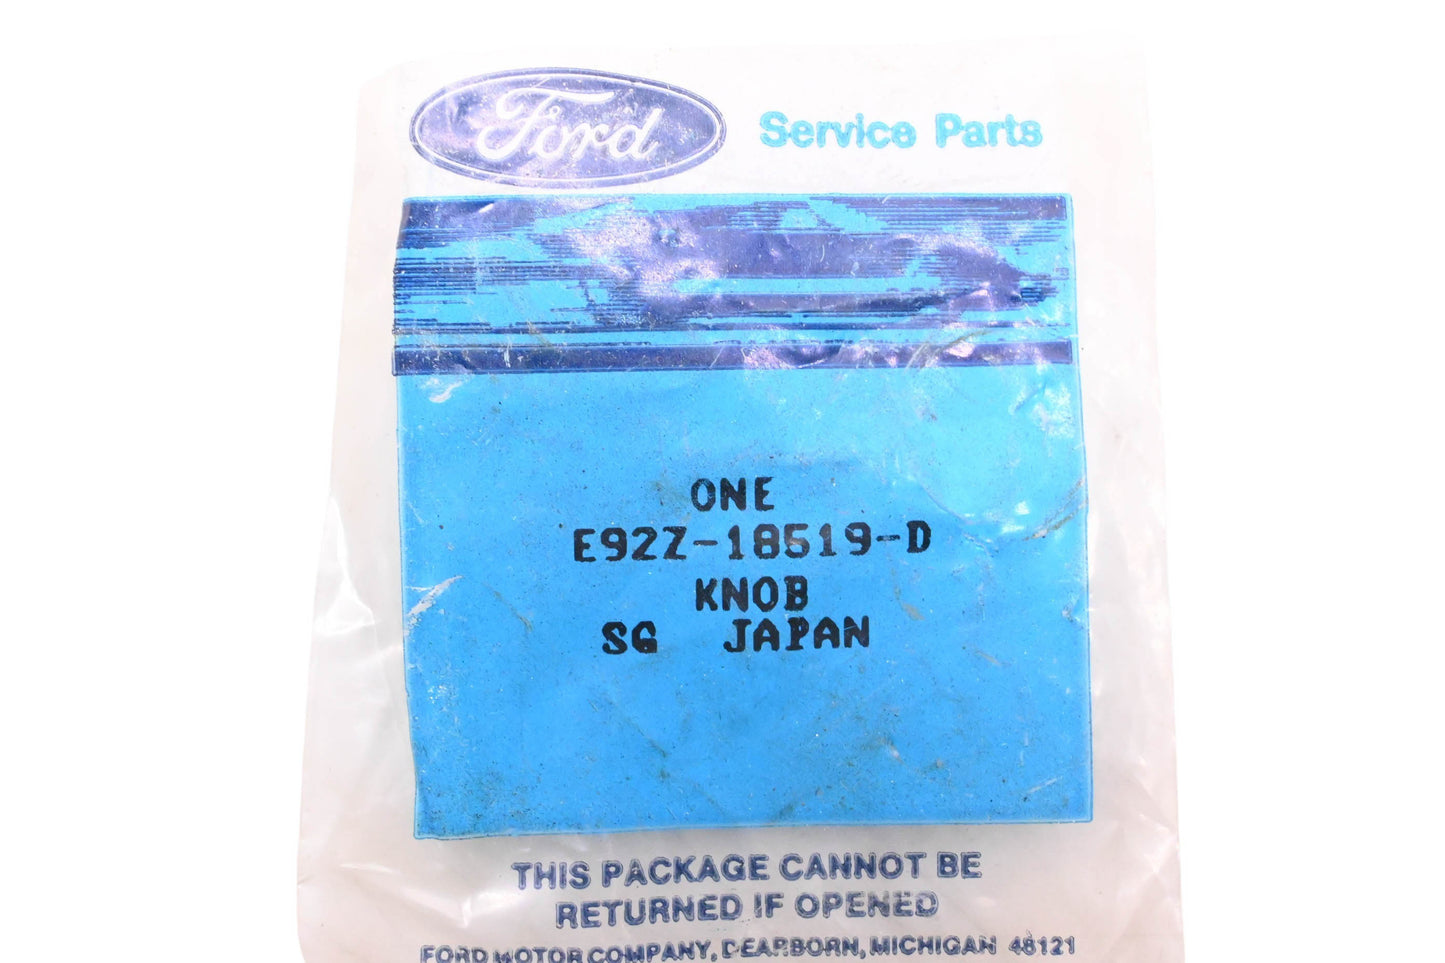 Ford Service Parts
ONE
E92Z-18519-D
KNOB
SG JAPAN
THIS PACKAGE CANNOT BE
RETURNED IF OPENED
FORD MOTOR COMPANY, DEARBORN, MICHIGAN 48121